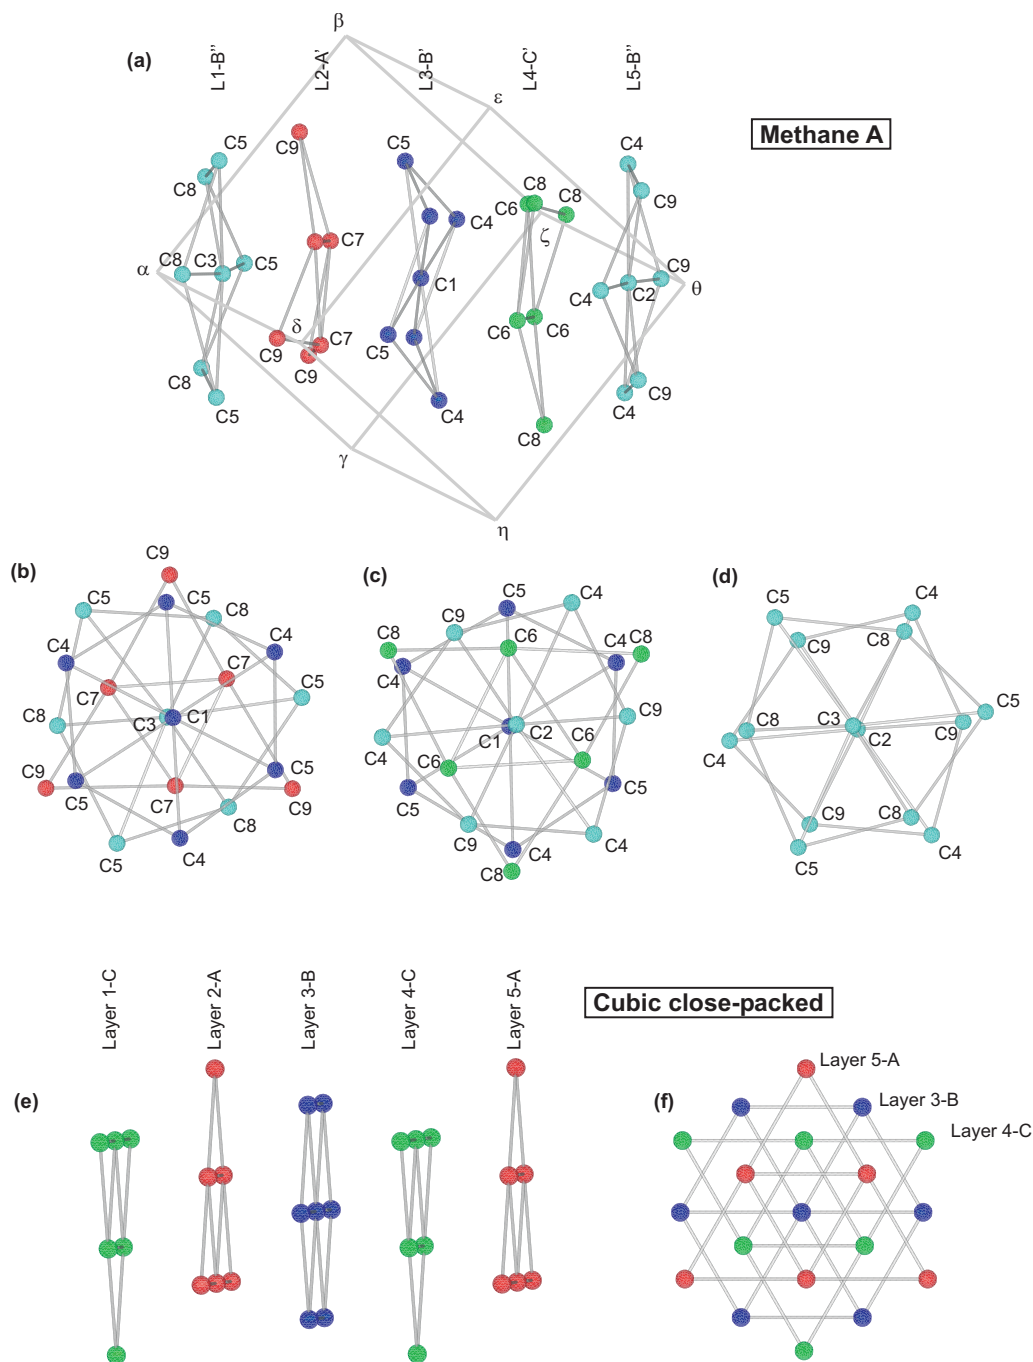 (a)
L1-B"
L2-A'
L3-B'
L4-C'
L5-B"
β
ε
Methane A
C5
C8
C9
C5
C4
C8
C6
C8
C4
C9
α
C8
C3
C5
C7
C1
ζ
C9
C4
C2
θ
δ
C9
C7
C9
C5
C6
C6
C8
C5
C4
C8
C4
C9
γ
η
(b)
C9
C5
C5
C8
C4
C4
C7
C7
C5
C8
C3
C1
C9
C5
C7
C5
C9
C8
C5
C4
(c)
C5
C4
C9
C8
C6
C4
C8
C4
C9
C4
C1
C2
C6
C6
C5
C5
C9
C4
C4
C8
(d)
C5
C4
C9
C8
C8
C3
C5
C4
C2
C9
C9
C8
C5
C4
Layer 1-C
Layer 2-A
Layer 3-B
Layer 4-C
Layer 5-A
Cubic close-packed
(e)
(f)
Layer 5-A
Layer 3-B
Layer 4-C